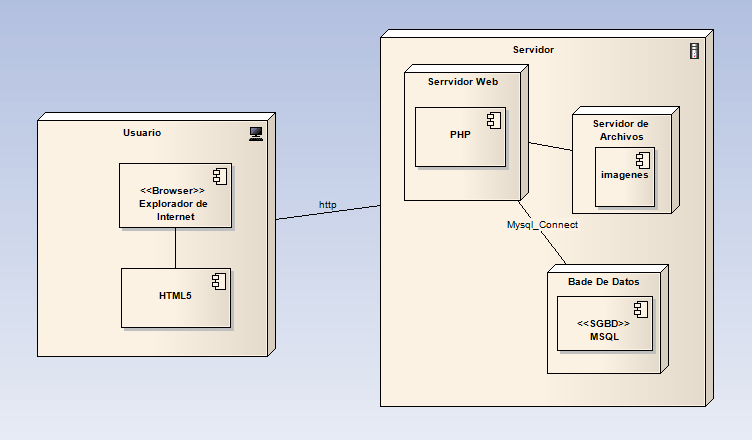 Usuario
<<Browser>>
Explorador de
Internet
HTML5
http
Servidor
Serrvidor Web
PHP
Servidor de
Archivos
imagenes
Mysql_Connect
Bade De Datos
<<SGBD>>
MSQL